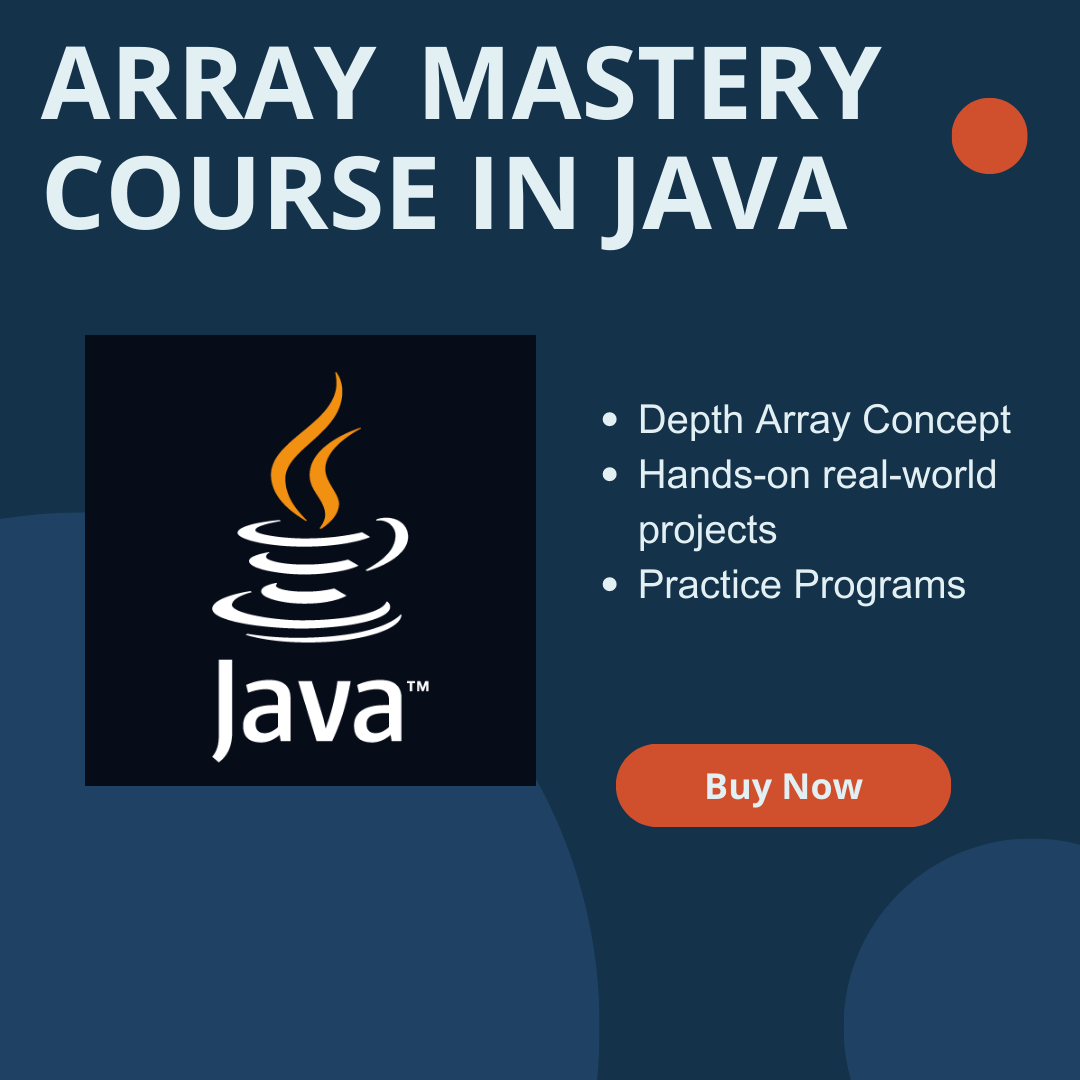 ARRAY MASTERY
COURSE IN JAVA
Java™
• Depth Array Concept
• Hands-on real-world
projects
• Practice Programs
Buy Now